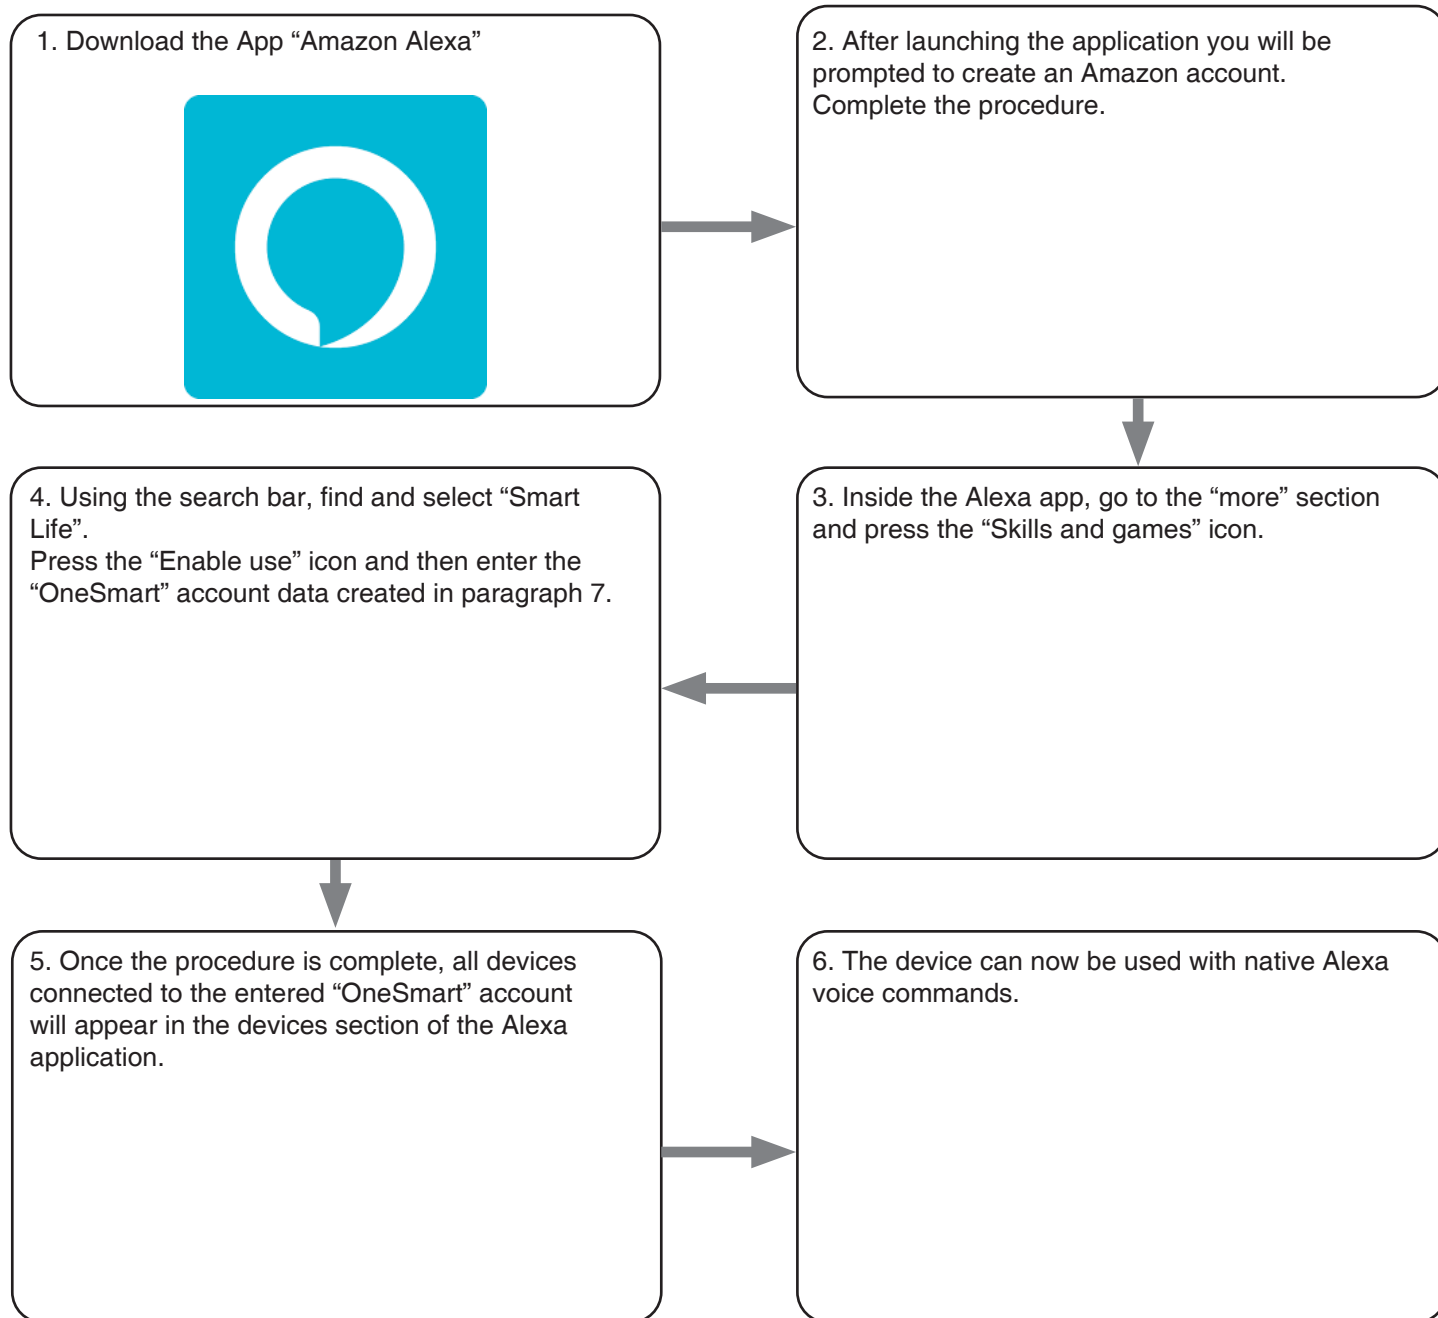 1. Download the App “Amazon Alexa”
2. After launching the application you will be
prompted to create an Amazon account.
Complete the procedure.
3. Inside the Alexa app, go to the “more” section
and press the “Skills and games” icon.
4. Using the search bar, find and select “Smart
Life”.
Press the “Enable use” icon and then enter the
“OneSmart” account data created in paragraph 7.
5. Once the procedure is complete, all devices
connected to the entered “OneSmart” account
will appear in the devices section of the Alexa
application.
6. The device can now be used with native Alexa
voice commands.